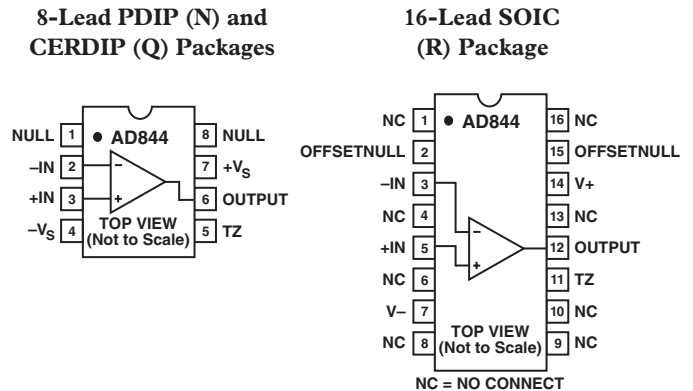 8-Lead PDIP (N) and
CERDIP (Q) Packages
NULL 1 AD844 8 NULL
–IN 2 – 7 +VS
+IN 3 + 6 OUTPUT
–VS 4 TOP VIEW
(Not to Scale) 5 TZ
16-Lead SOIC
(R) Package
NC 1 AD844 16 NC
OFFSETNULL 2 15 OFFSETNULL
–IN 3 14 V+
NC 4 – 13 NC
+IN 5 + 12 OUTPUT
NC 6 11 TZ
V– 7 10 NC
TOP VIEW
NC 8 (Not to Scale) 9 NC
NC = NO CONNECT